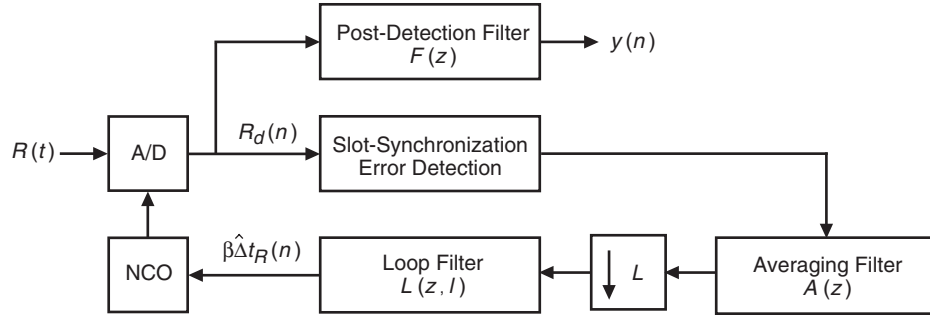 Post-Detection Filter
F(z)
y(n)
R(t)
A/D
R_d(n)
Slot-Synchronization
Error Detection
NCO
βΔ̂t_R(n)
Loop Filter
L(z, l)
L
Averaging Filter
A(z)